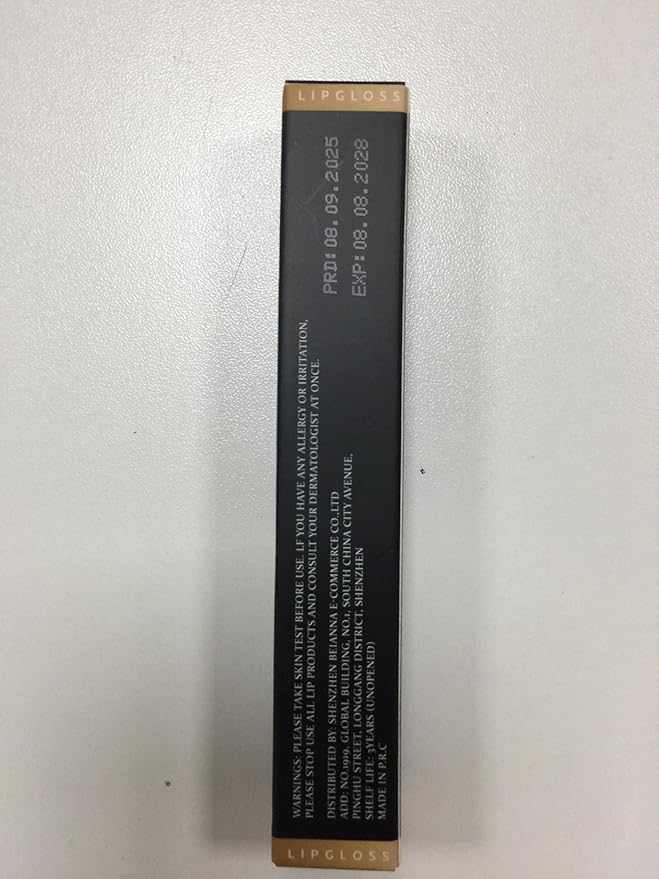 LIPGLOSS
PRD:08.09.2025
EXP:08.08.2028
WARNINGS: PLEASE TAKE SKIN TEST BEFORE USE. LF YOU HAVE ANY ALLERGY OR IRRITATION,
PLEASE STOP USE ALL LIP PRODUCTS AND CONSULT YOUR DERMATOLOGIST AT ONCE.
DISTRIBUTED BY: SHENZHEN BEIANNA E-COMMERCE CO.,LTD
ADD: NO.1919, GLOBAL BUILDING, NO.1, SOUTH CHINA CITY AVENUE,
PINGHU STREET, LONGGANG DISTRICT, SHENZHEN
SHELF LIFE: 3YEARS (UNOPENED)
MADE IN P.R.C
LIPGLOSS